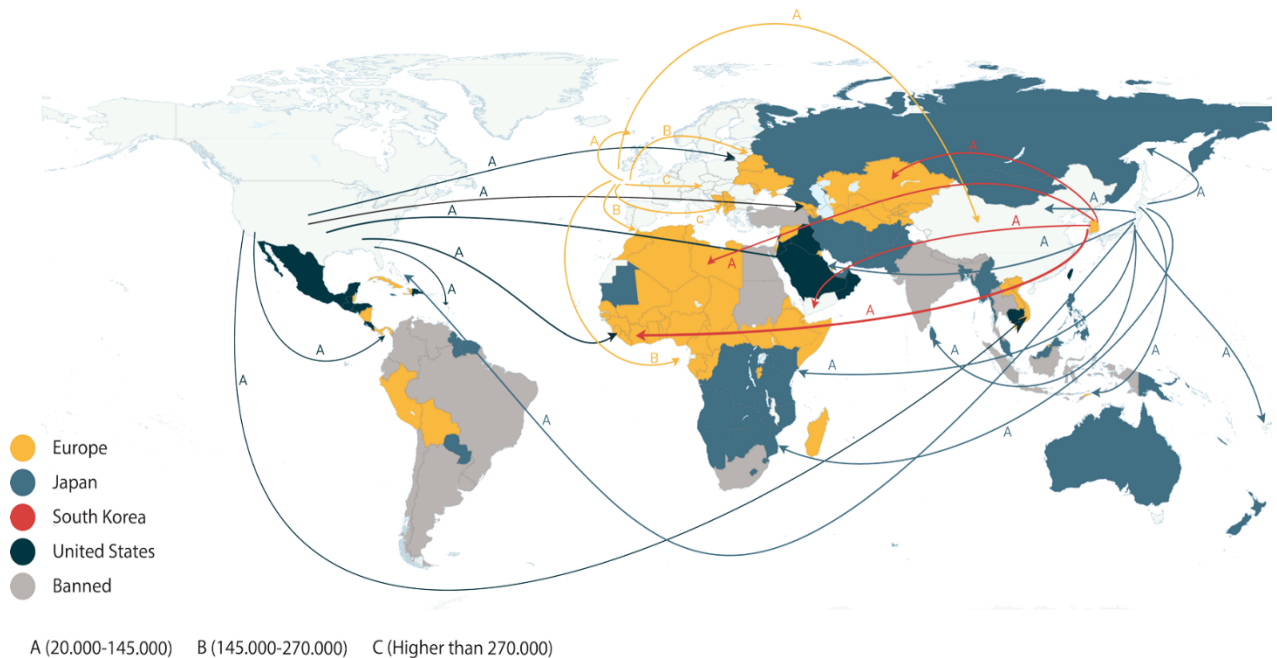 A
B
A
A
A
C
A
A
A
A
c
A
B
A
A
A
A
A
A
A
A
B
A
A
A
A
A
Europe
Japan
South Korea
United States
Banned
A (20.000-145.000) B (145.000-270.000) C (Higher than 270.000)